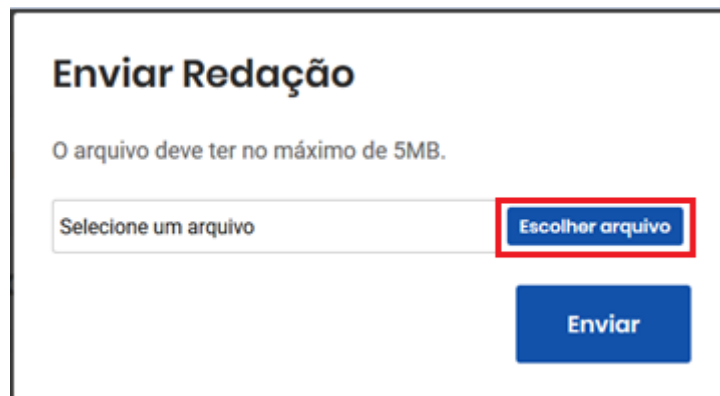 Enviar Redação
O arquivo deve ter no máximo de 5MB.
Selecione um arquivo Escolher arquivo
Enviar